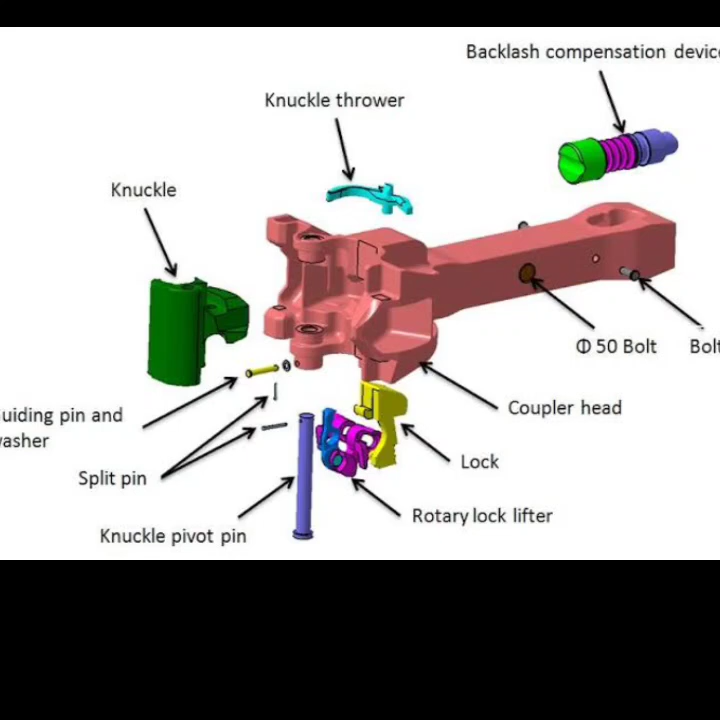 Backlash compensation device
Knuckle thrower
Knuckle
Φ 50 Bolt
Bolt
Coupler head
uiding pin and
asher
Lock
Split pin
Rotary lock lifter
Knuckle pivot pin